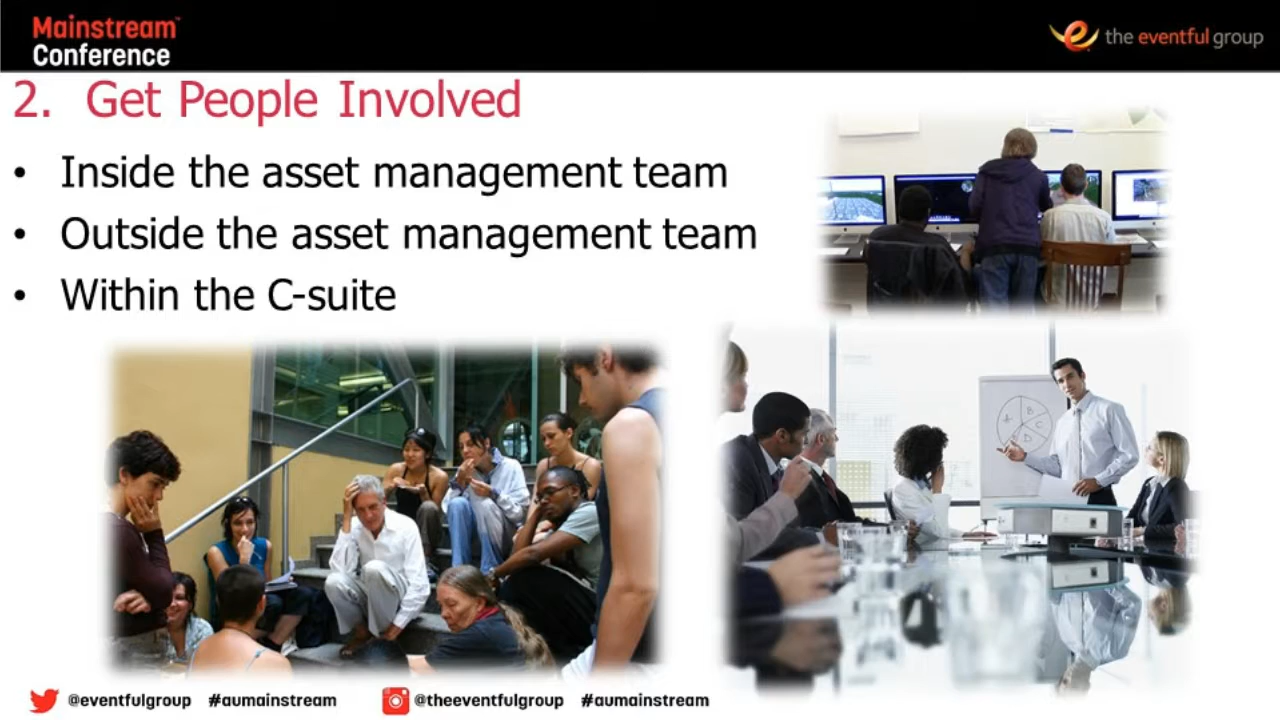 Mainstream™
Conference
the eventful group
2. Get People Involved
• Inside the asset management team
• Outside the asset management team
• Within the C-suite
A
B
C
D
@eventfulgroup #aumainstream
@theeventfulgroup #aumainstream